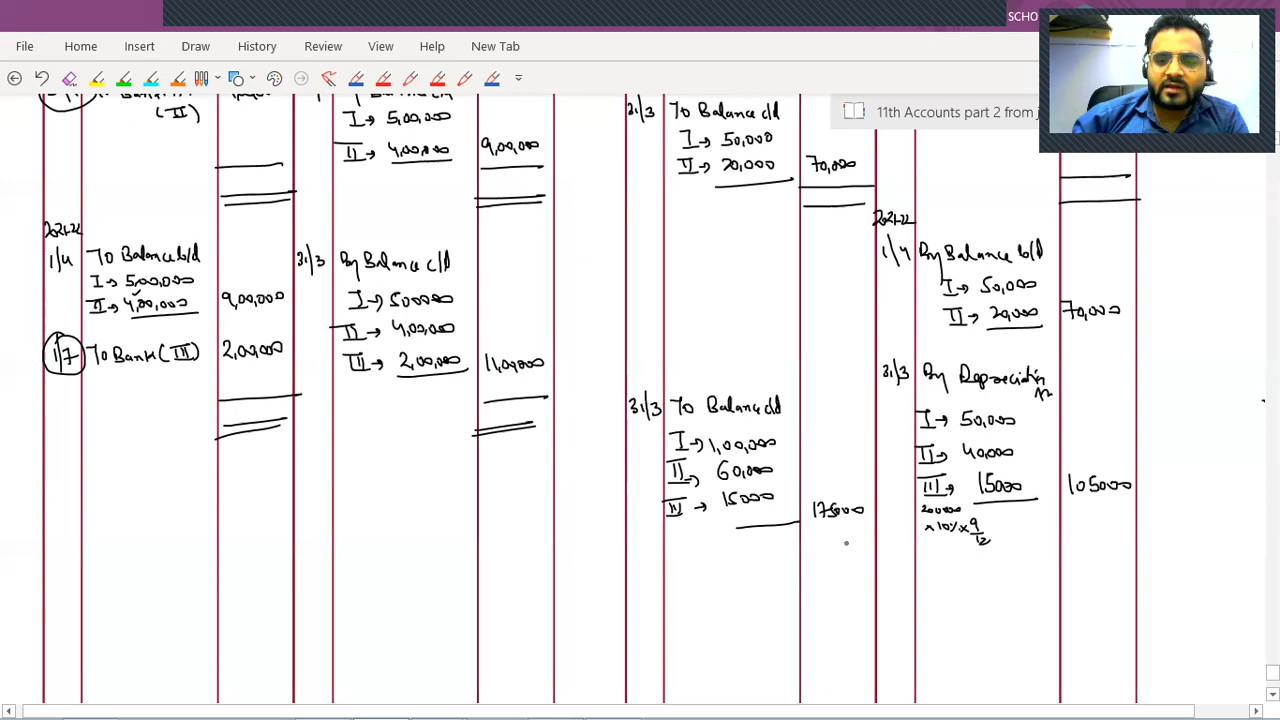 SCHO
File Home Insert Draw History Review View Help New Tab
11th Accounts part 2 from j
(-II)
I → 5,00,000
II → 4,00,000 9,00,000
31/3 To Balance c/d
I → 50,000
II → 20,000 70,000
2021-22
1/4 To Balance b/d
I → 5,00,000
II → 4,00,000 9,00,000
1/7 To Bank (III) 2,00,000
31/3 By Balance c/d
I → 500000
II → 4,00,000
III → 2,00,000 11,00,000
31/3 To Balance c/d
I → 1,00,000
II → 60,000
III → 15000 175000
2021-22
1/4 By Balance b/d
I → 50,000
II → 20,000 70,000
31/3 By Depreciation A/c
I → 50,000
II → 40,000
III → 15000 105000
200000
x 10% x 9/12